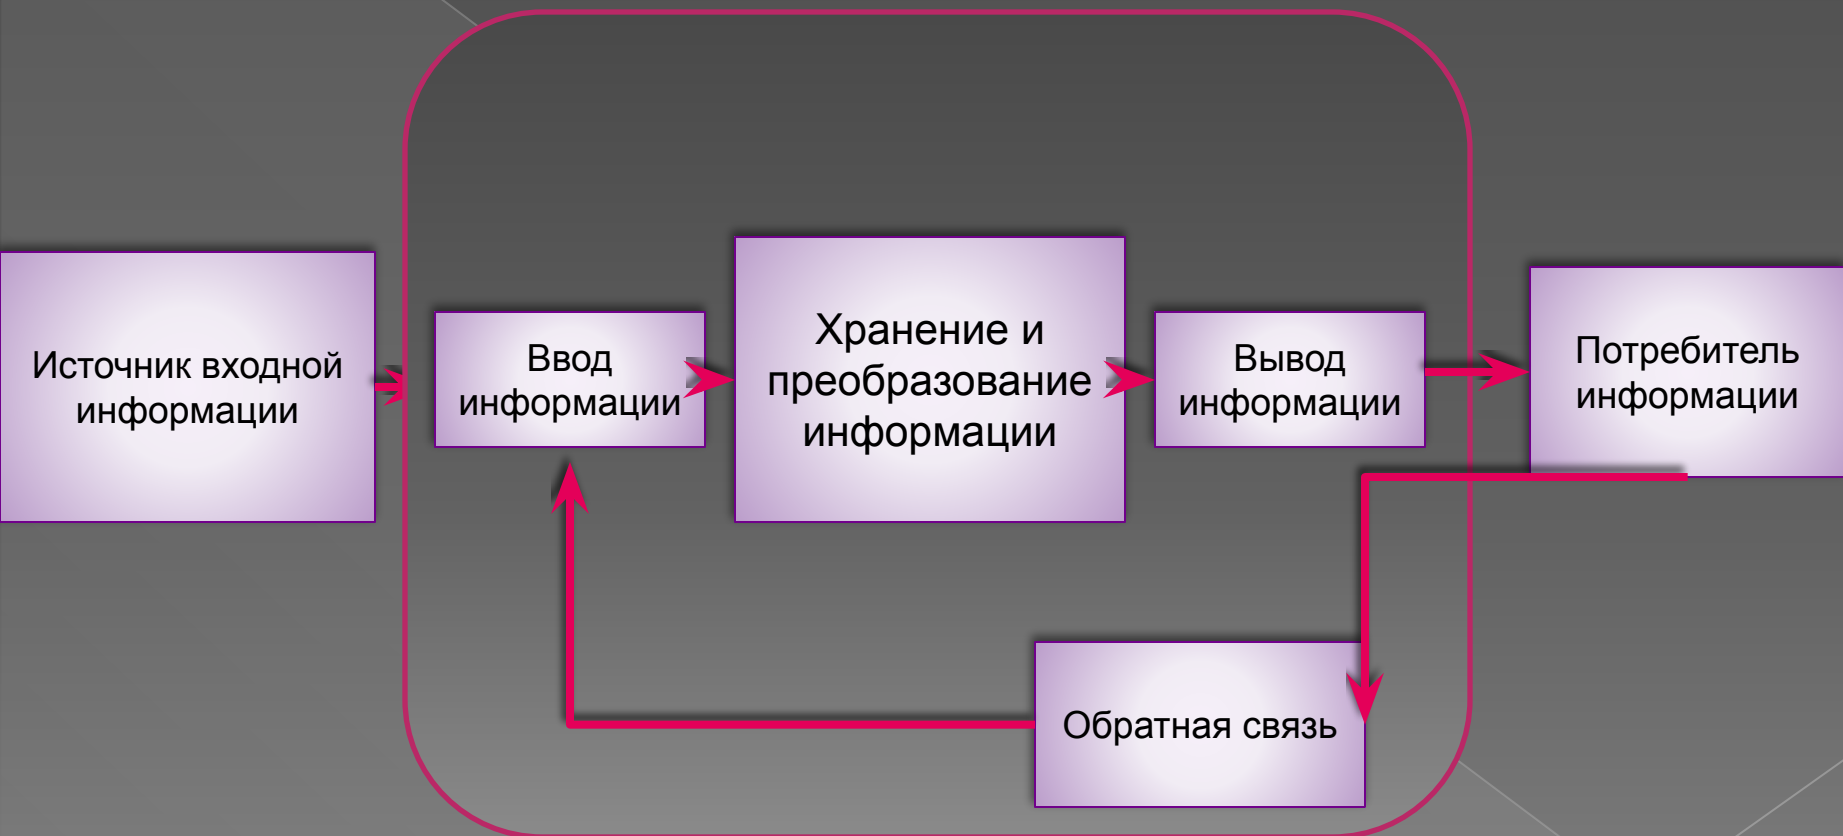 Источник входной
информации
Ввод
информации
Хранение и
преобразование
информации
Вывод
информации
Потребитель
информации
Обратная связь